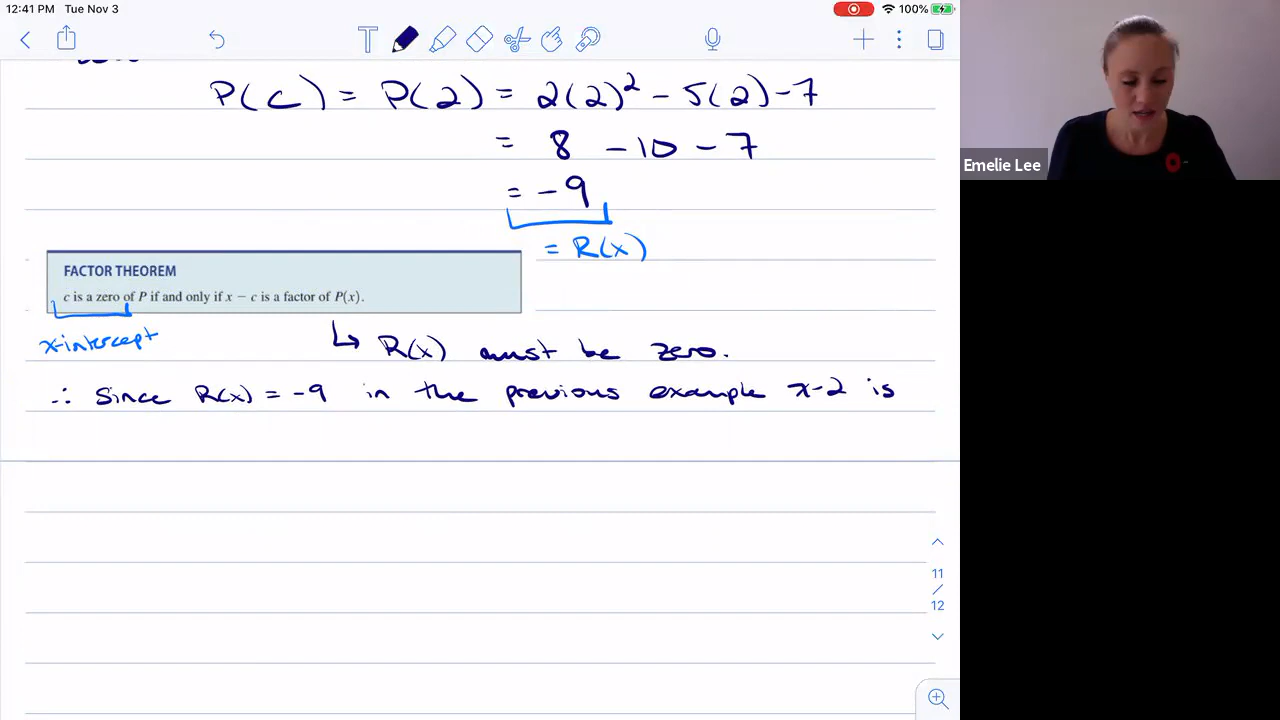 12:41 PM Tue Nov 3
100%
P(c) = P(2) = 2(2)² - 5(2) - 7
= 8 - 10 - 7
= -9
= R(x)
FACTOR THEOREM
c is a zero of P if and only if x − c is a factor of P(x).
x-intercept
↳ R(x) must be zero.
∴ since R(x) = -9 in the previous example x-2 is
Emelie Lee
T
11
/
12